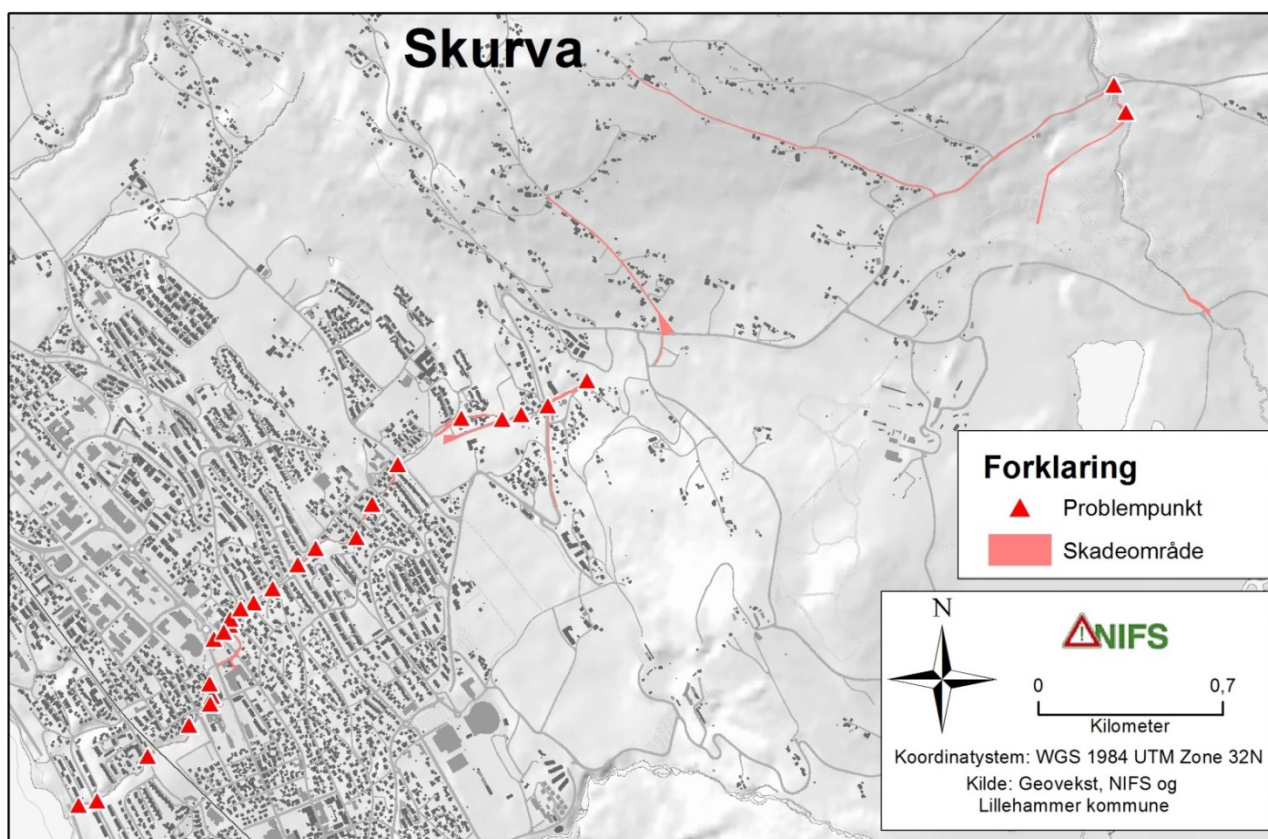 Skurva
Forklaring
Problempunkt
Skadeområde
N
NIFS
0 0,7
Kilometer
Koordinatystem: WGS 1984 UTM Zone 32N
Kilde: Geovekst, NIFS og
Lillehammer kommune